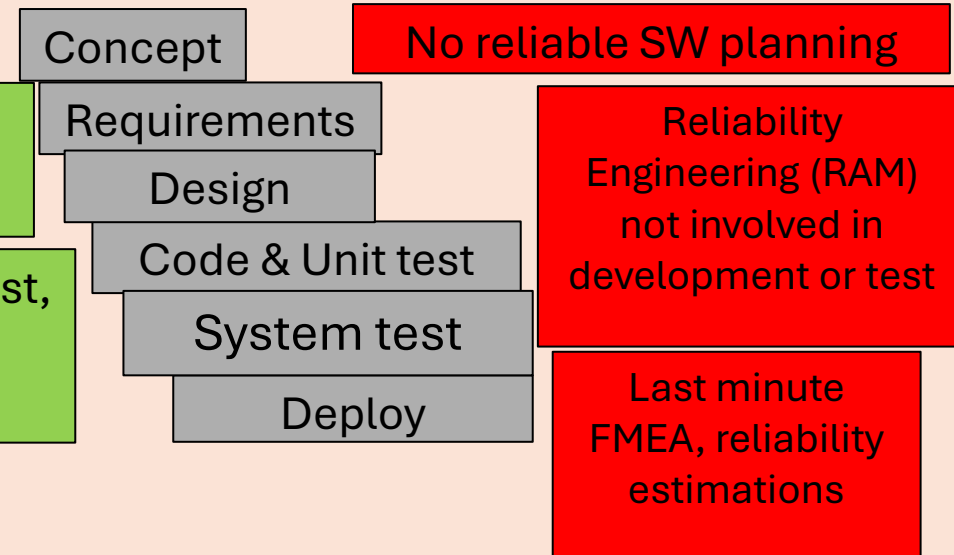 Concept
No reliable SW planning
Requirements
Design
Code & Unit test
st,
System test
Deploy
Reliability
Engineering (RAM)
not involved in
development or test
Last minute
FMEA, reliability
estimations